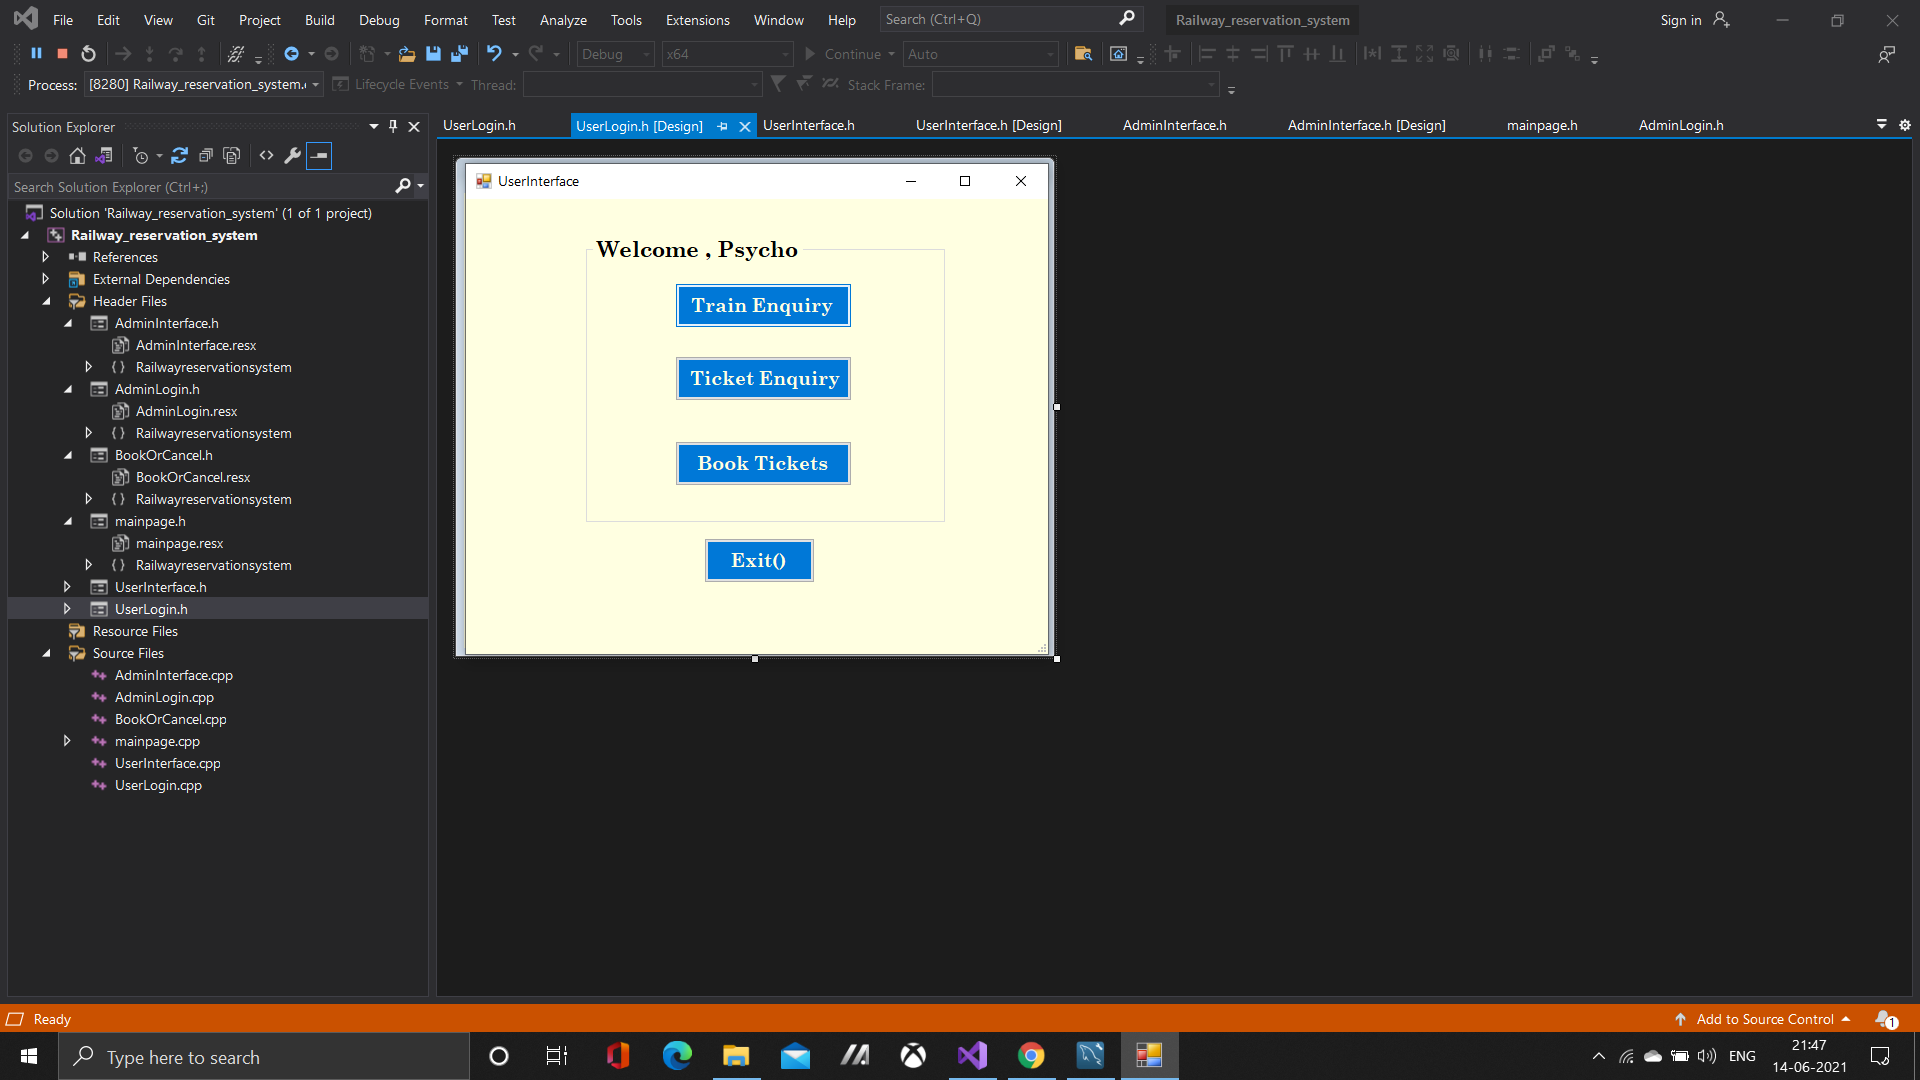 File Edit View Git Project Build Debug Format Test Analyze Tools Extensions Window Help Search (Ctrl+Q) Railway_reservation_system Sign in
Debug x64 Continue Auto
Process: [8280] Railway_reservation_system. Lifecycle Events Thread: Stack Frame:
Solution Explorer
UserLogin.h UserLogin.h [Design] UserInterface.h UserInterface.h [Design] AdminInterface.h AdminInterface.h [Design] mainpage.h AdminLogin.h
Search Solution Explorer (Ctrl+;)
Solution 'Railway_reservation_system' (1 of 1 project)
Railway_reservation_system
References
External Dependencies
Header Files
AdminInterface.h
AdminInterface.resx
Railwayreservationsystem
AdminLogin.h
AdminLogin.resx
Railwayreservationsystem
BookOrCancel.h
BookOrCancel.resx
Railwayreservationsystem
mainpage.h
mainpage.resx
Railwayreservationsystem
UserInterface.h
UserLogin.h
Resource Files
Source Files
AdminInterface.cpp
AdminLogin.cpp
BookOrCancel.cpp
mainpage.cpp
UserInterface.cpp
UserLogin.cpp
UserInterface
Welcome , Psycho
Train Enquiry
Ticket Enquiry
Book Tickets
Exit()
Ready Add to Source Control 1
Type here to search
ENG
21:47
14-06-2021